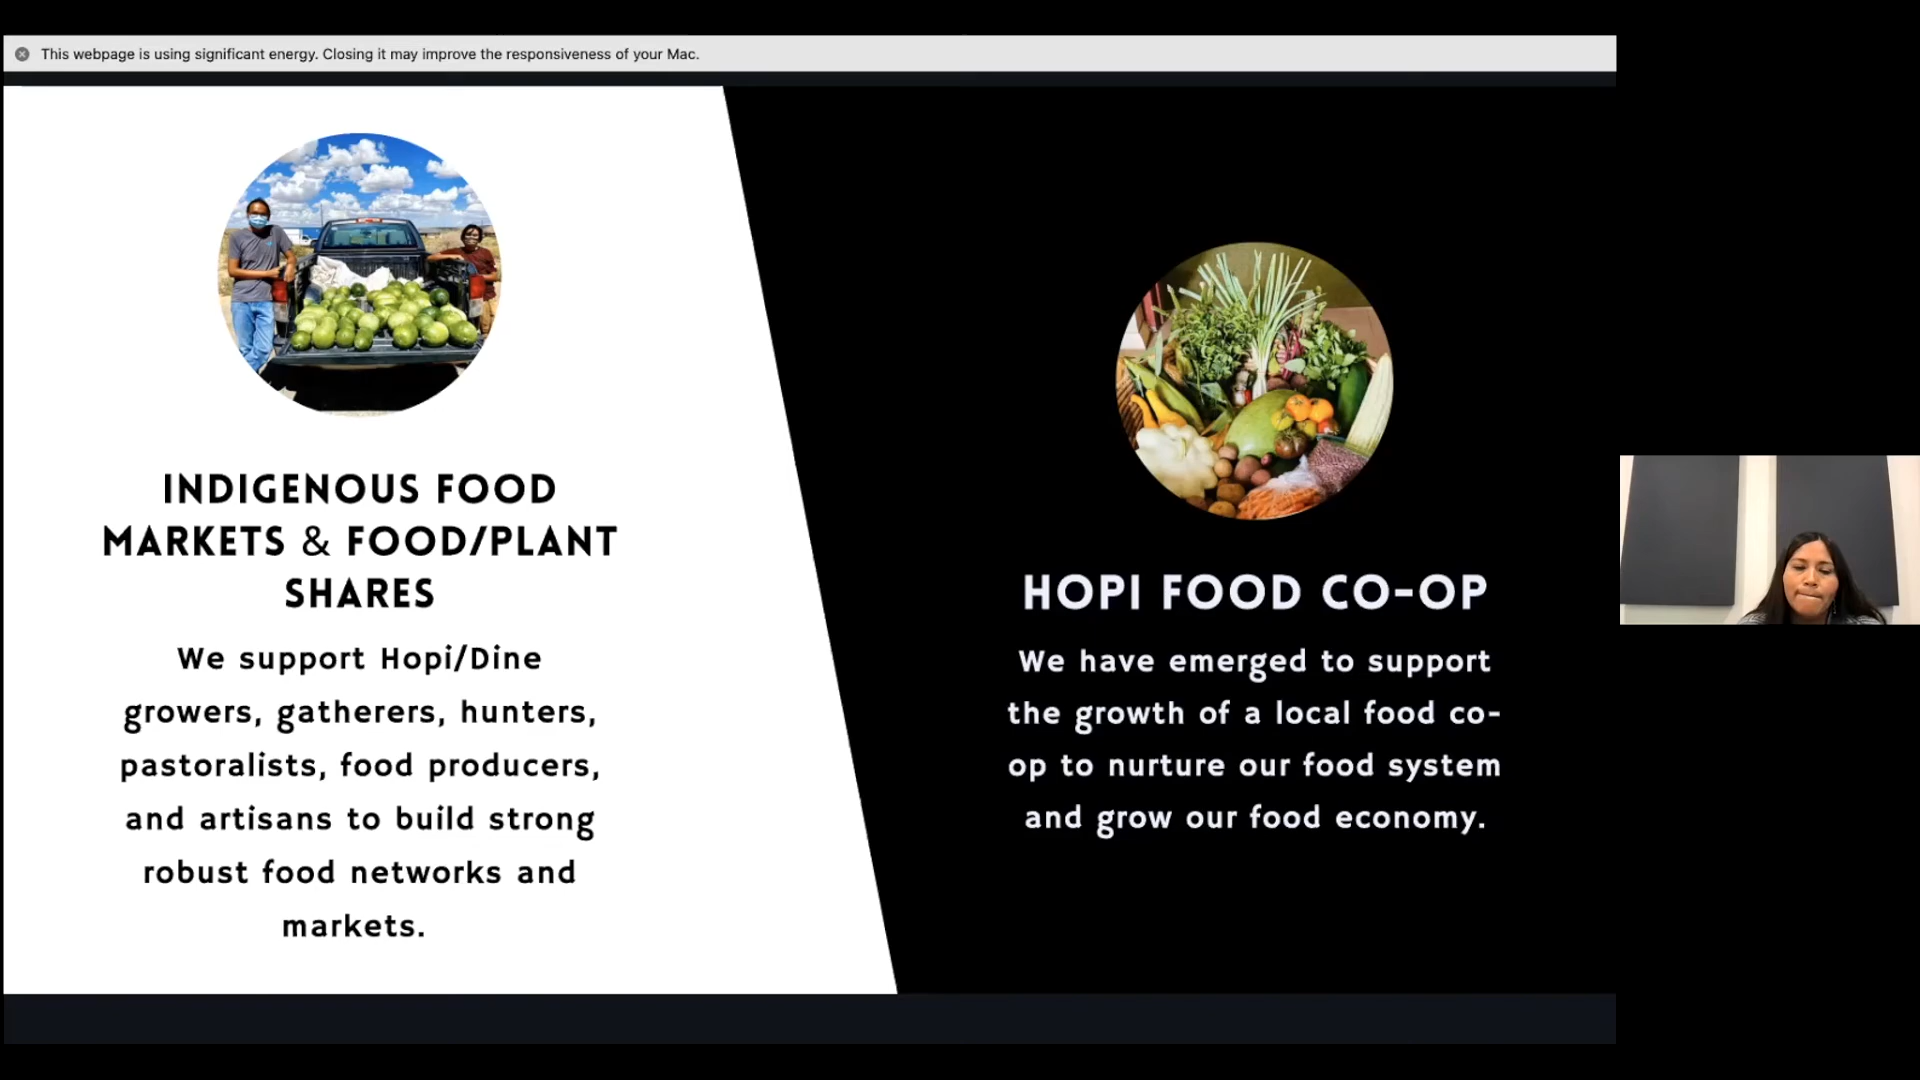 This webpage is using significant energy. Closing it may improve the responsiveness of your Mac.
INDIGENOUS FOOD
MARKETS & FOOD/PLANT
SHARES
We support Hopi/Dine
growers, gatherers, hunters,
pastoralists, food producers,
and artisans to build strong
robust food networks and
markets.
HOPI FOOD CO-OP
We have emerged to support
the growth of a local food co-
op to nurture our food system
and grow our food economy.